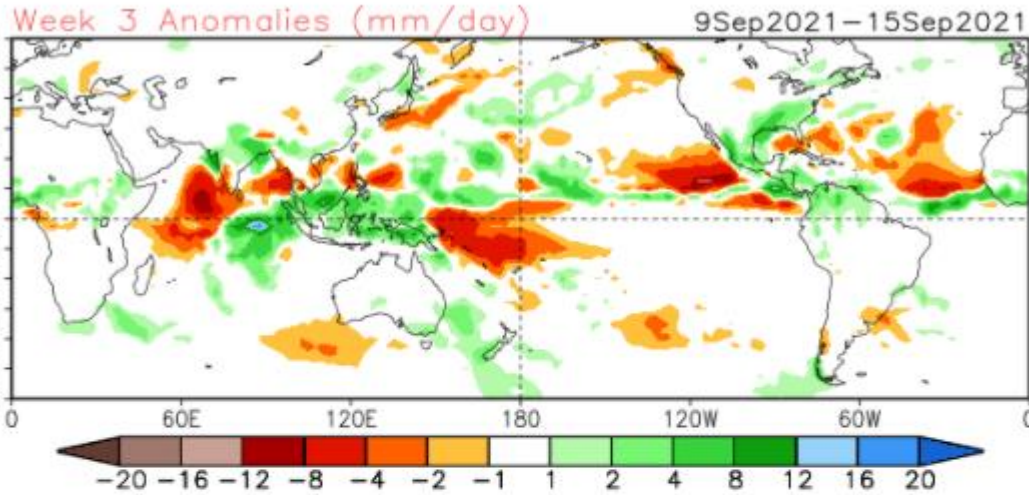 Week 3 Anomalies (mm/day) 9Sep2021–15Sep2021
0 60E 120E 180 120W 60W 0
−20 −16 −12 −8 −4 −2 −1 1 2 4 8 12 16 20